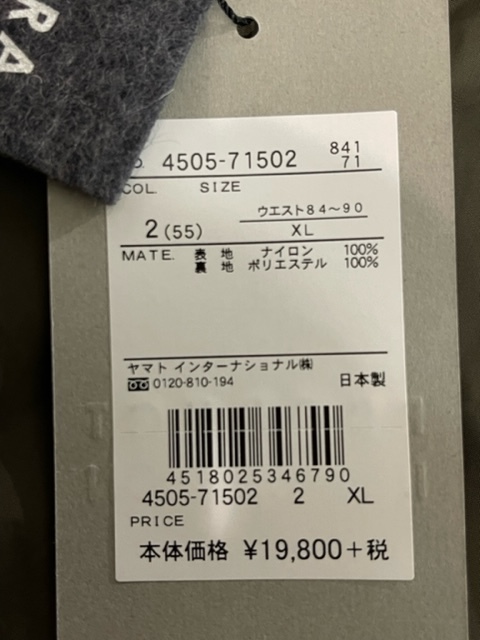 RA
4505-71502
841
71
COL. SIZE
ウエスト84~90
2(55)
XL
MATE. 表 地 ナイロン 100%
裏 地 ポリエステル 100%
ヤマト インターナショナル㈱
0120-810-194
日本製
4518025346790
4505-71502 2 XL
PRICE
本体価格 ¥19,800+税